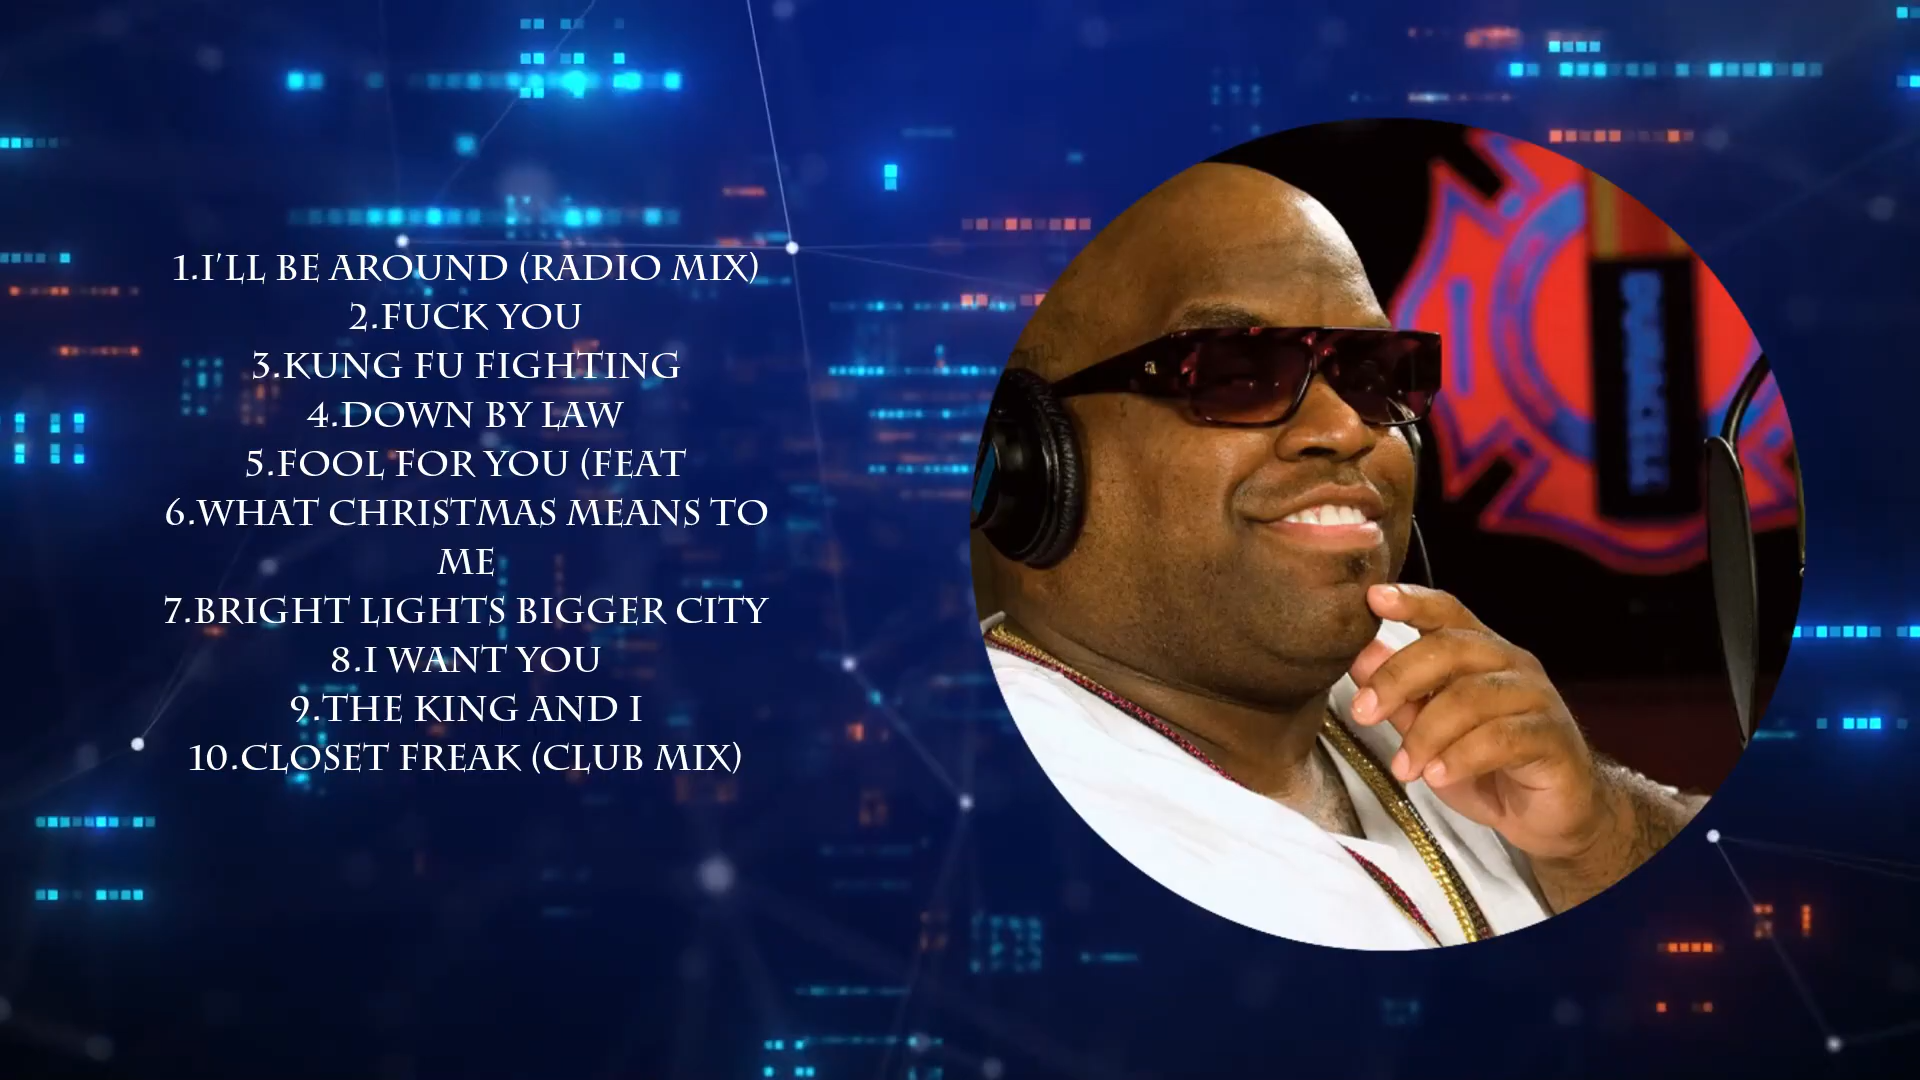 1.I'LL BE AROUND (RADIO MIX)
2.FUCK YOU
3.KUNG FU FIGHTING
4.DOWN BY LAW
5.FOOL FOR YOU (FEAT
6.WHAT CHRISTMAS MEANS TO
ME
7.BRIGHT LIGHTS BIGGER CITY
8.I WANT YOU
9.THE KING AND I
10.CLOSET FREAK (CLUB MIX)